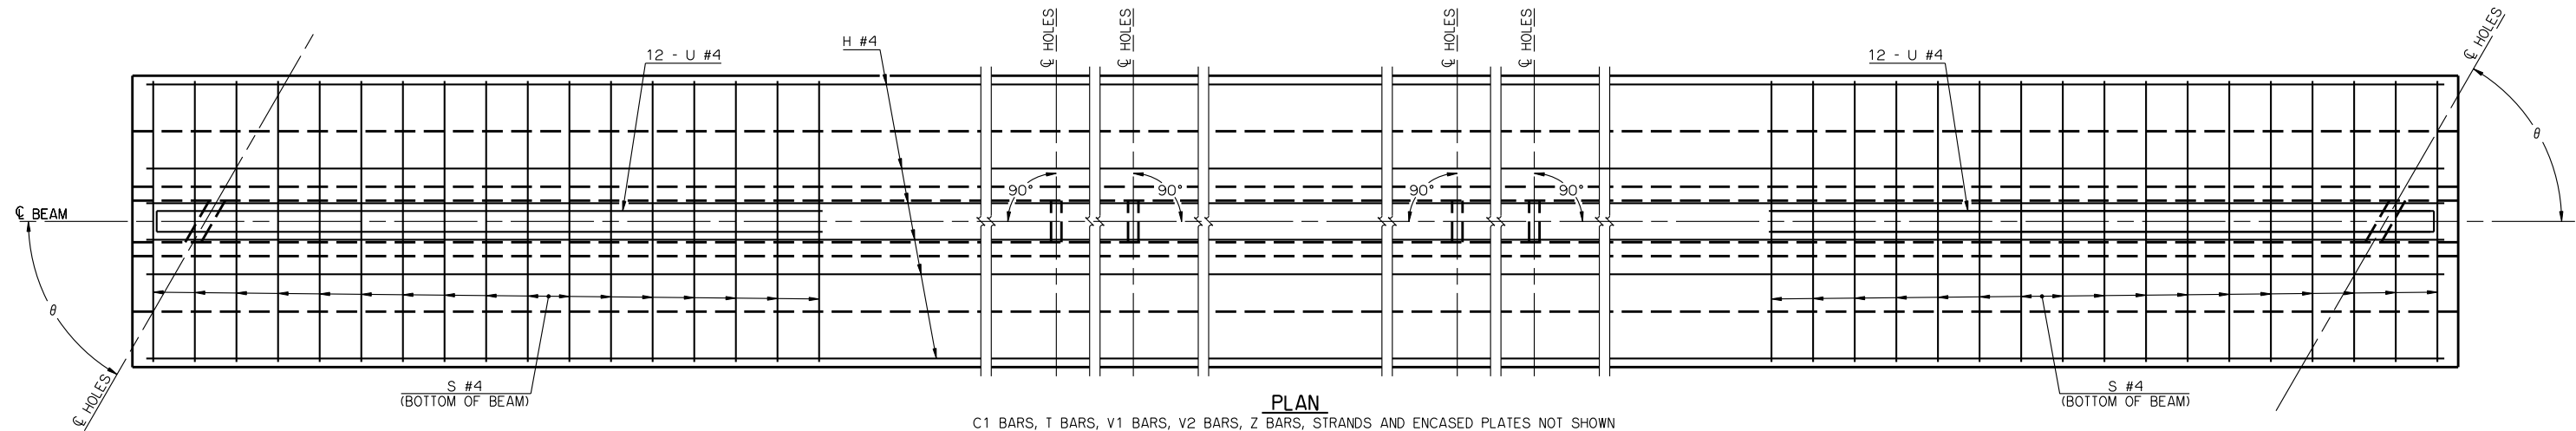 ℄ HOLES
℄ HOLES
℄ HOLES
℄ HOLES
℄ HOLES
12 - U #4
H #4
12 - U #4
θ
90°
90°
90°
90°
℄ BEAM
θ
S #4
(BOTTOM OF BEAM)
S #4
(BOTTOM OF BEAM)
℄ HOLES
PLAN
C1 BARS, T BARS, V1 BARS, V2 BARS, Z BARS, STRANDS AND ENCASED PLATES NOT SHOWN